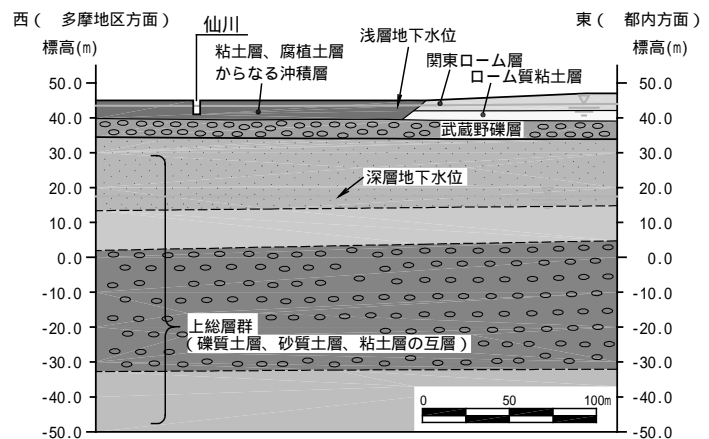 西（ 多摩地区方面）
東（ 都内方面）
標高(m)
標高(m)
仙川
粘土層、腐植土層
からなる沖積層
浅層地下水位
関東ローム層
ローム質粘土層
武蔵野礫層
深層地下水位
上総層群
（礫質土層、砂質土層、粘土層の互層）
50.0
40.0
30.0
20.0
10.0
0.0
-10.0
-20.0
-30.0
-40.0
-50.0
50.0
40.0
30.0
20.0
10.0
0.0
-10.0
-20.0
-30.0
-40.0
-50.0
0 50 100m